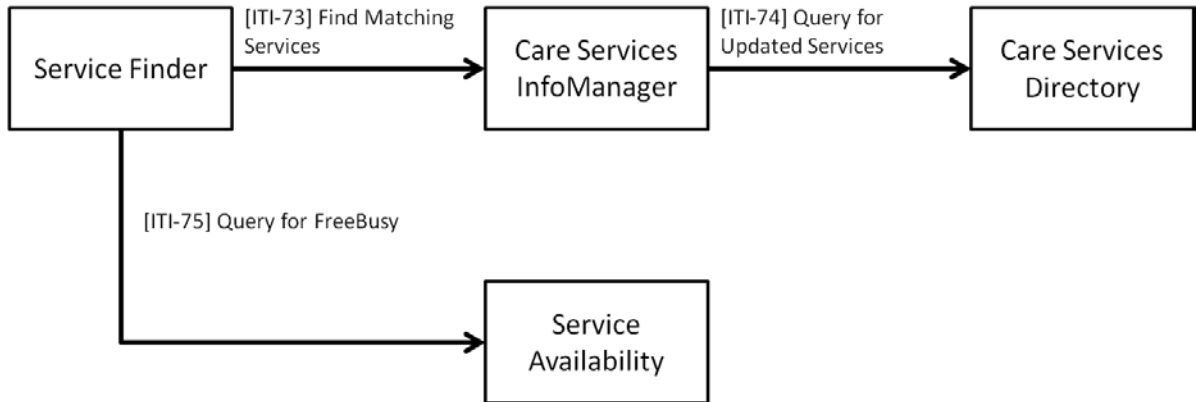 [ITI-73] Find Matching
Services
[ITI-74] Query for
Updated Services
Service Finder
Care Services
InfoManager
Care Services
Directory
[ITI-75] Query for FreeBusy
Service
Availability